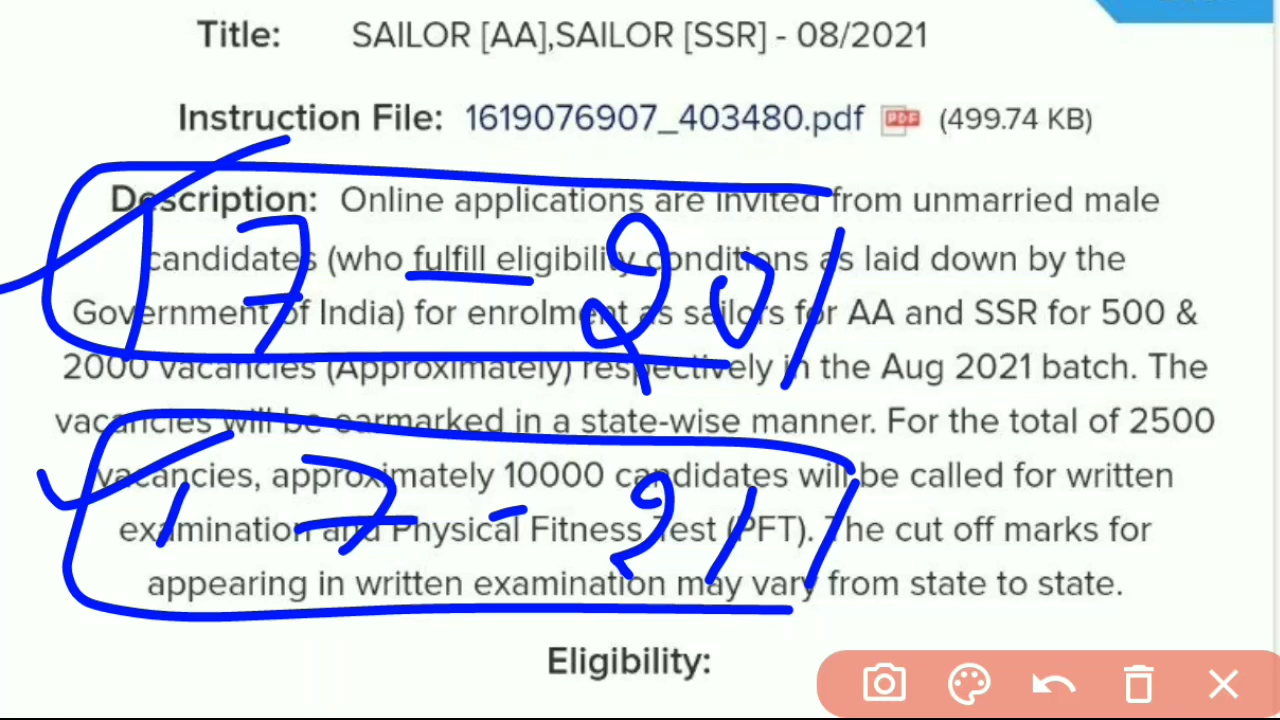 Title: SAILOR [AA],SAILOR [SSR] - 08/2021
Instruction File: 1619076907_403480.pdf PDF (499.74 KB)
Description: Online applications are invited from unmarried male
candidates (who fulfill eligibility conditions as laid down by the
Government of India) for enrolment as sailors for AA and SSR for 500 &
2000 vacancies (Approximately) respectively in the Aug 2021 batch. The
vacancies will be earmarked in a state-wise manner. For the total of 2500
vacancies, approximately 10000 candidates will be called for written
examination and Physical Fitness Test (PFT). The cut off marks for
appearing in written examination may vary from state to state.
Eligibility: